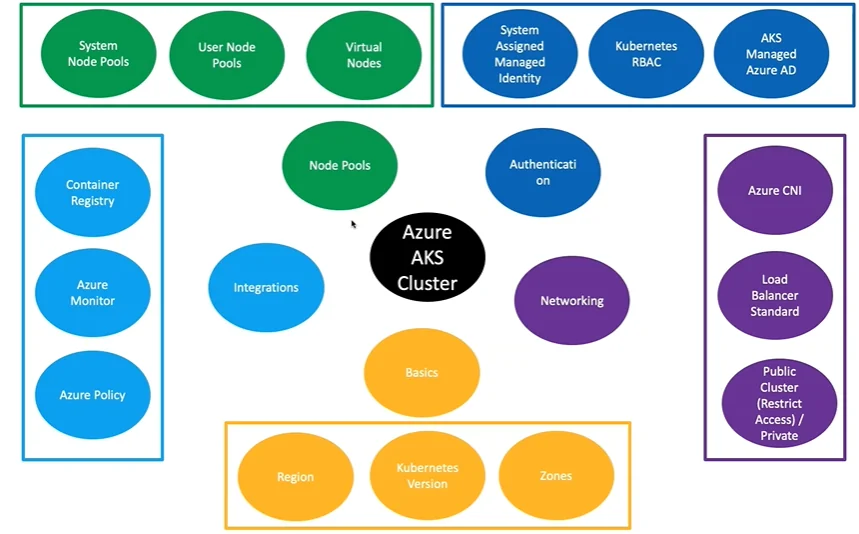 System
Node Pools
User Node
Pools
Virtual
Nodes
System
Assigned
Managed
Identity
Kubernetes
RBAC
AKS
Managed
Azure AD
Node Pools
Authenticati
on
Container
Registry
Azure
Monitor
Azure Policy
Integrations
Azure
AKS
Cluster
Networking
Azure CNI
Load
Balancer
Standard
Public
Cluster
(Restrict
Access) /
Private
Basics
Region
Kubernetes
Version
Zones